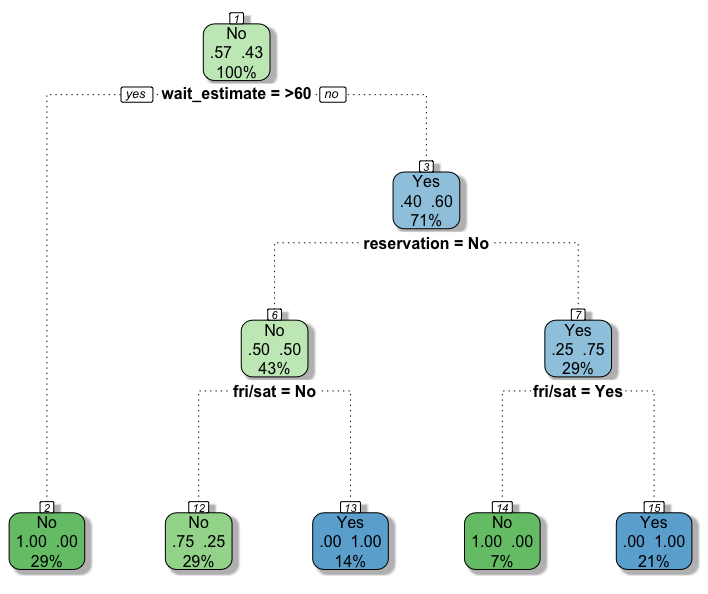 1
No
.57 .43
100%
yes wait_estimate = >60 no
3
Yes
.40 .60
71%
reservation = No
6
No
.50 .50
43%
7
Yes
.25 .75
29%
fri/sat = No
fri/sat = Yes
2
No
1.00 .00
29%
12
No
.75 .25
29%
13
Yes
.00 1.00
14%
14
No
1.00 .00
7%
15
Yes
.00 1.00
21%